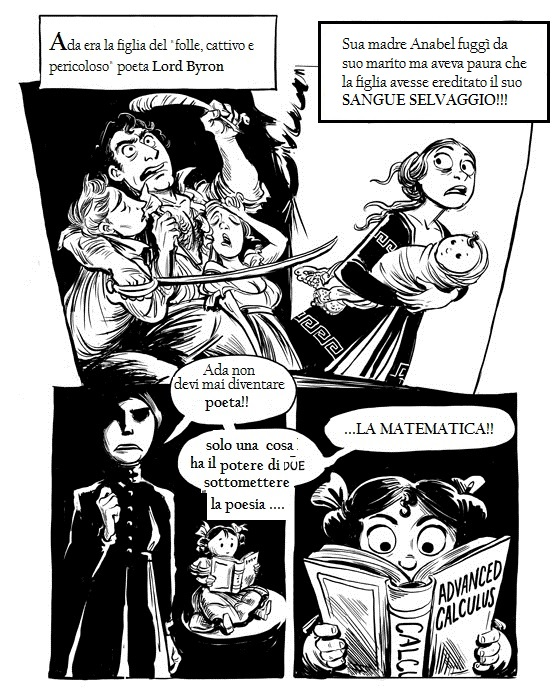 Ada era la figlia del "folle, cattivo e
pericoloso" poeta Lord Byron
Sua madre Anabel fuggì da
suo marito ma aveva paura che
la figlia avesse ereditato il suo
SANGUE SELVAGGIO!!!
Ada non
devi mai diventare
poeta!!
solo una cosa
ha il potere di
sottomettere
la poesia ....
...LA MATEMATICA!!
CALCU
ADVANCED
CALCULUS